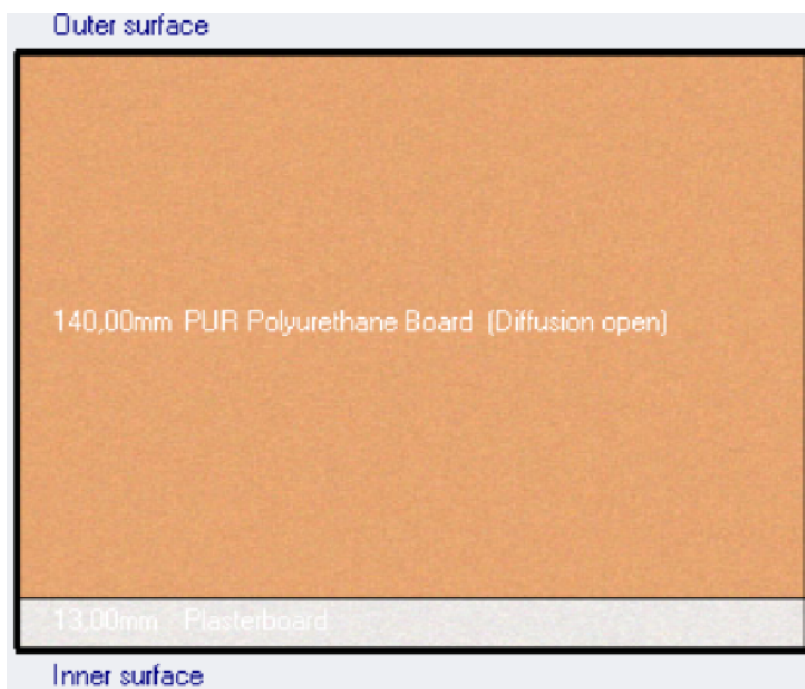 Outer surface
140,00mm PUR Polyurethane Board (Diffusion open)
13,00mm Plasterboard
Inner surface